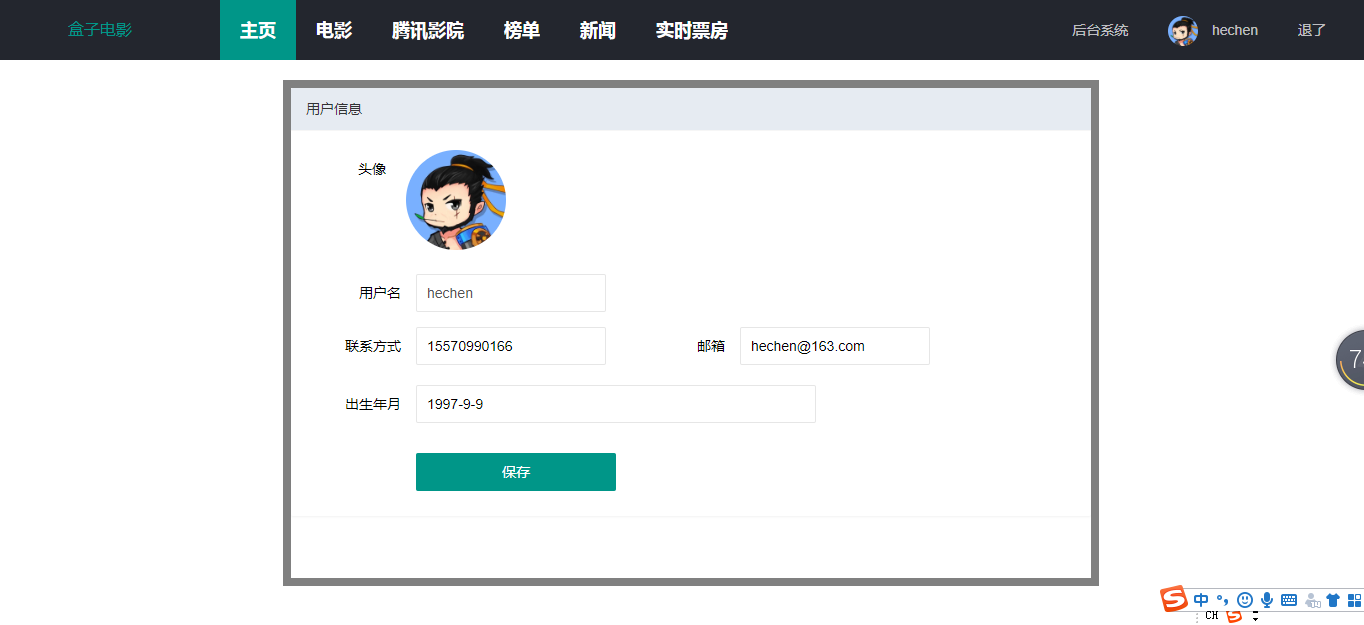 盒子电影 主页 电影 腾讯影院 榜单 新闻 实时票房 后台系统 hechen 退了
用户信息
头像
用户名 hechen
联系方式 15570990166 邮箱 hechen@163.com
出生年月 1997-9-9
保存
中
CH